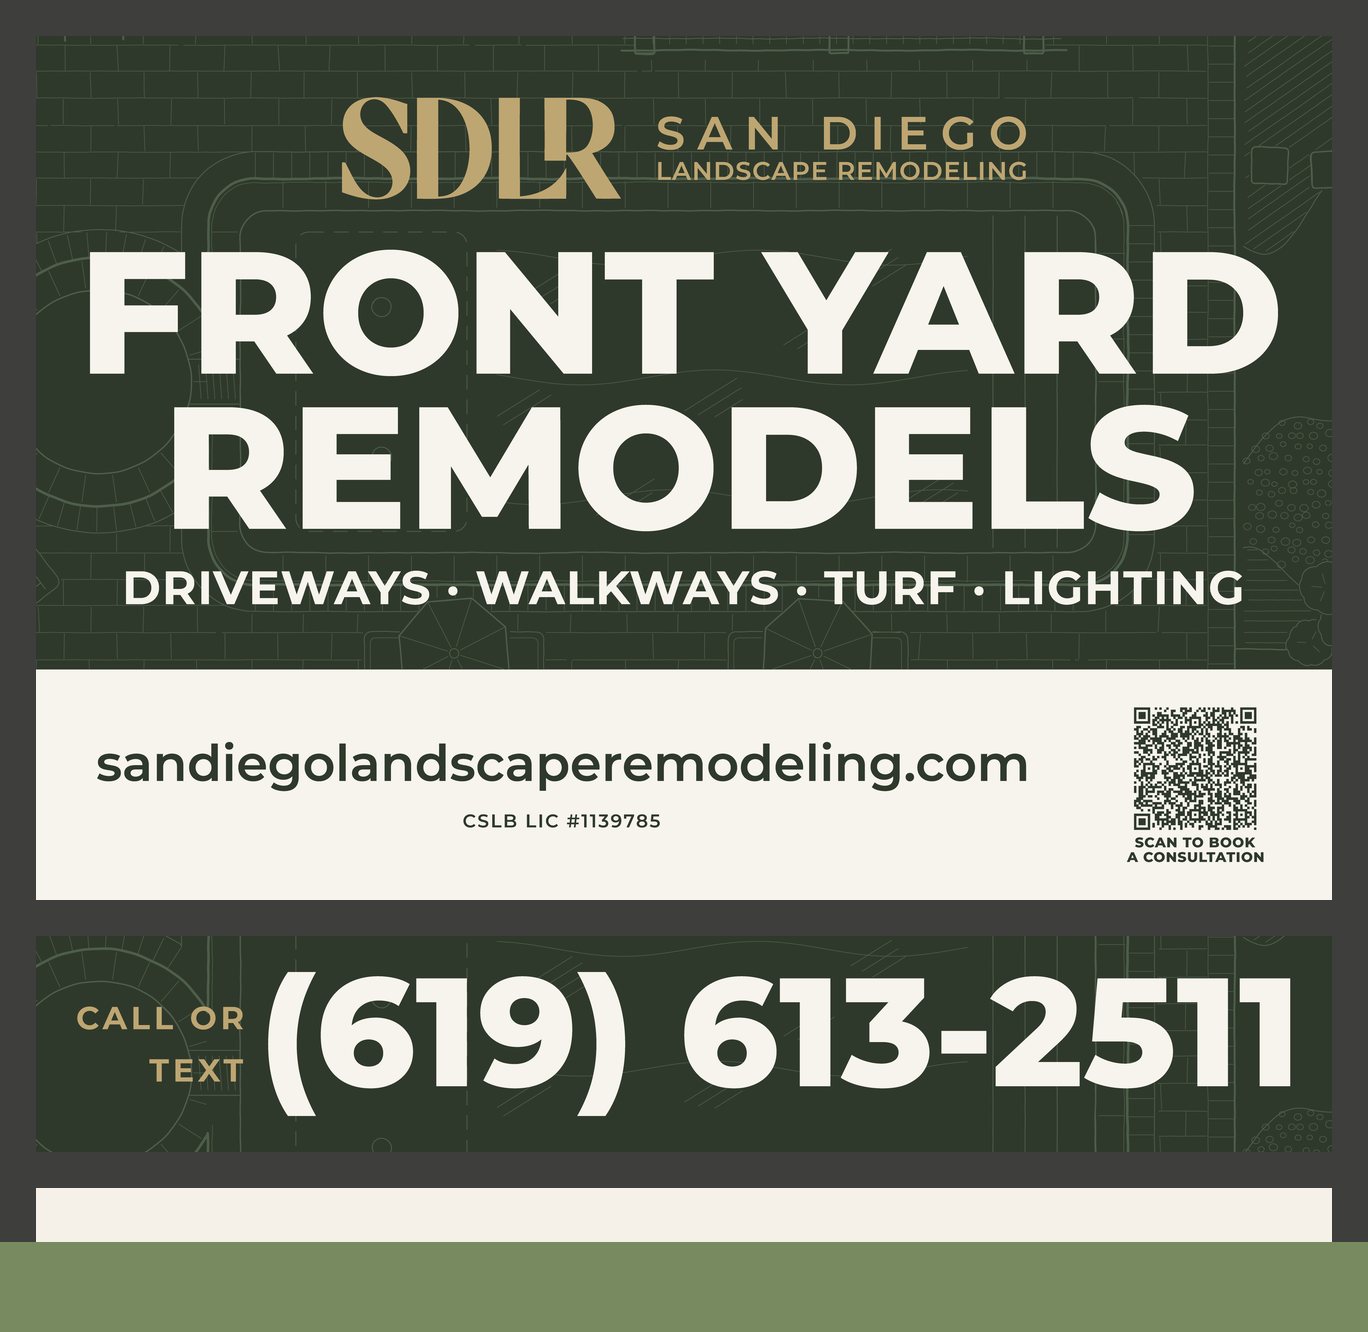 SDLR
SAN DIEGO
LANDSCAPE REMODELING
FRONT YARD
REMODELS
DRIVEWAYS · WALKWAYS · TURF · LIGHTING
sandiegolandscaperemodeling.com
CSLB LIC #1139785
SCAN TO BOOK
A CONSULTATION
CALL OR
TEXT
(619) 613-2511